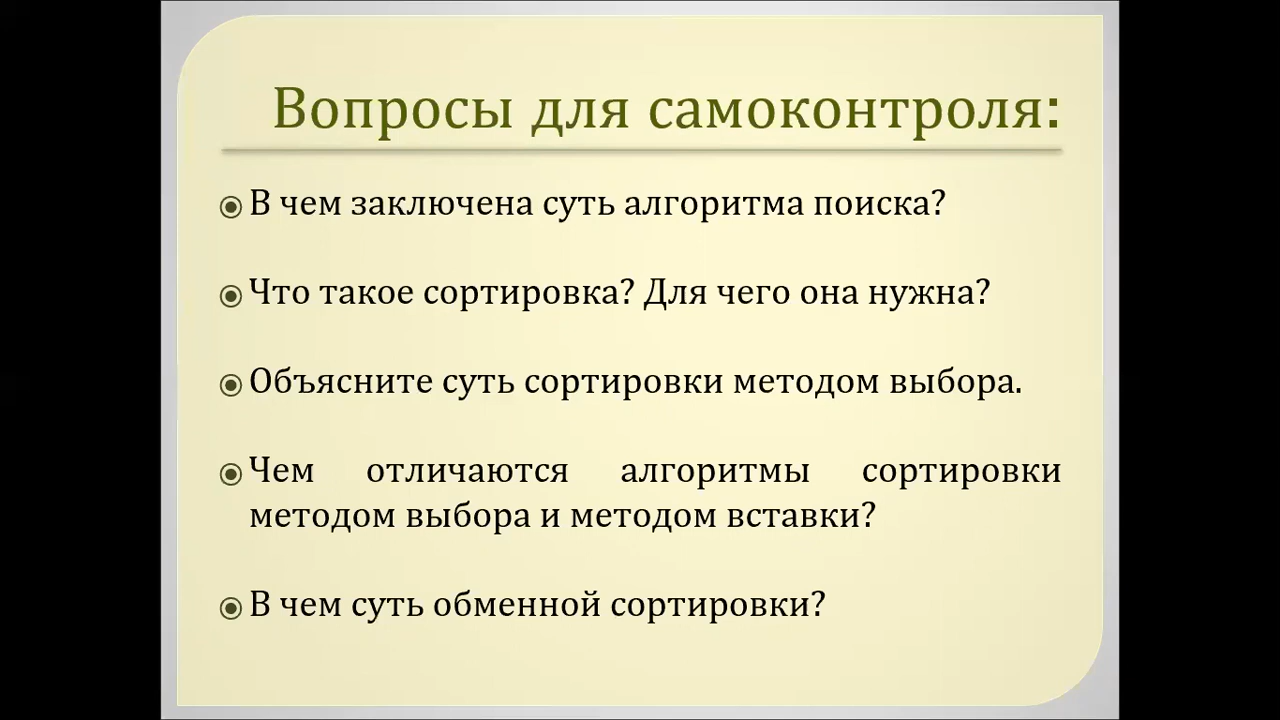 Вопросы для самоконтроля:
В чем заключена суть алгоритма поиска?
Что такое сортировка? Для чего она нужна?
Объясните суть сортировки методом выбора.
Чем отличаются алгоритмы сортировки
методом выбора и методом вставки?
В чем суть обменной сортировки?